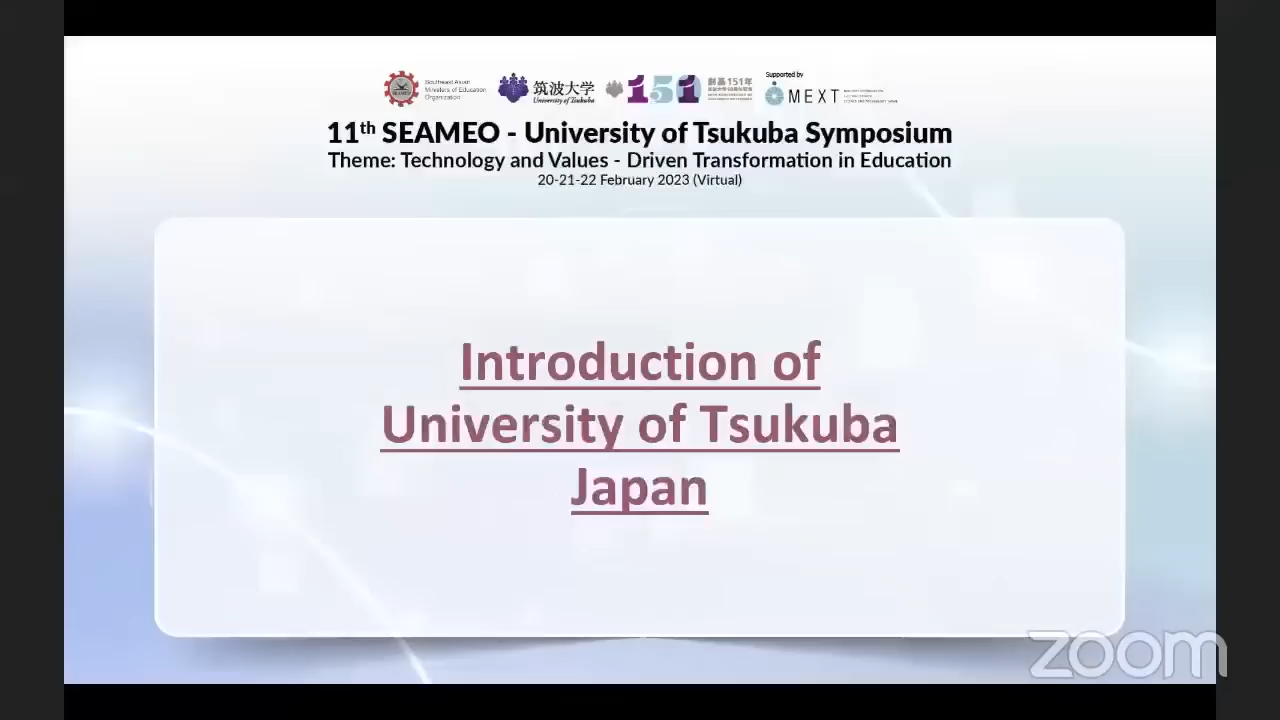 Southeast Asian
Ministers of Education
Organization
SEAMEO
筑波大学
University of Tsukuba
151
創基151年
Supported by
MEXT
11th SEAMEO - University of Tsukuba Symposium
Theme: Technology and Values - Driven Transformation in Education
20-21-22 February 2023 (Virtual)
Introduction of
University of Tsukuba
Japan
zoom